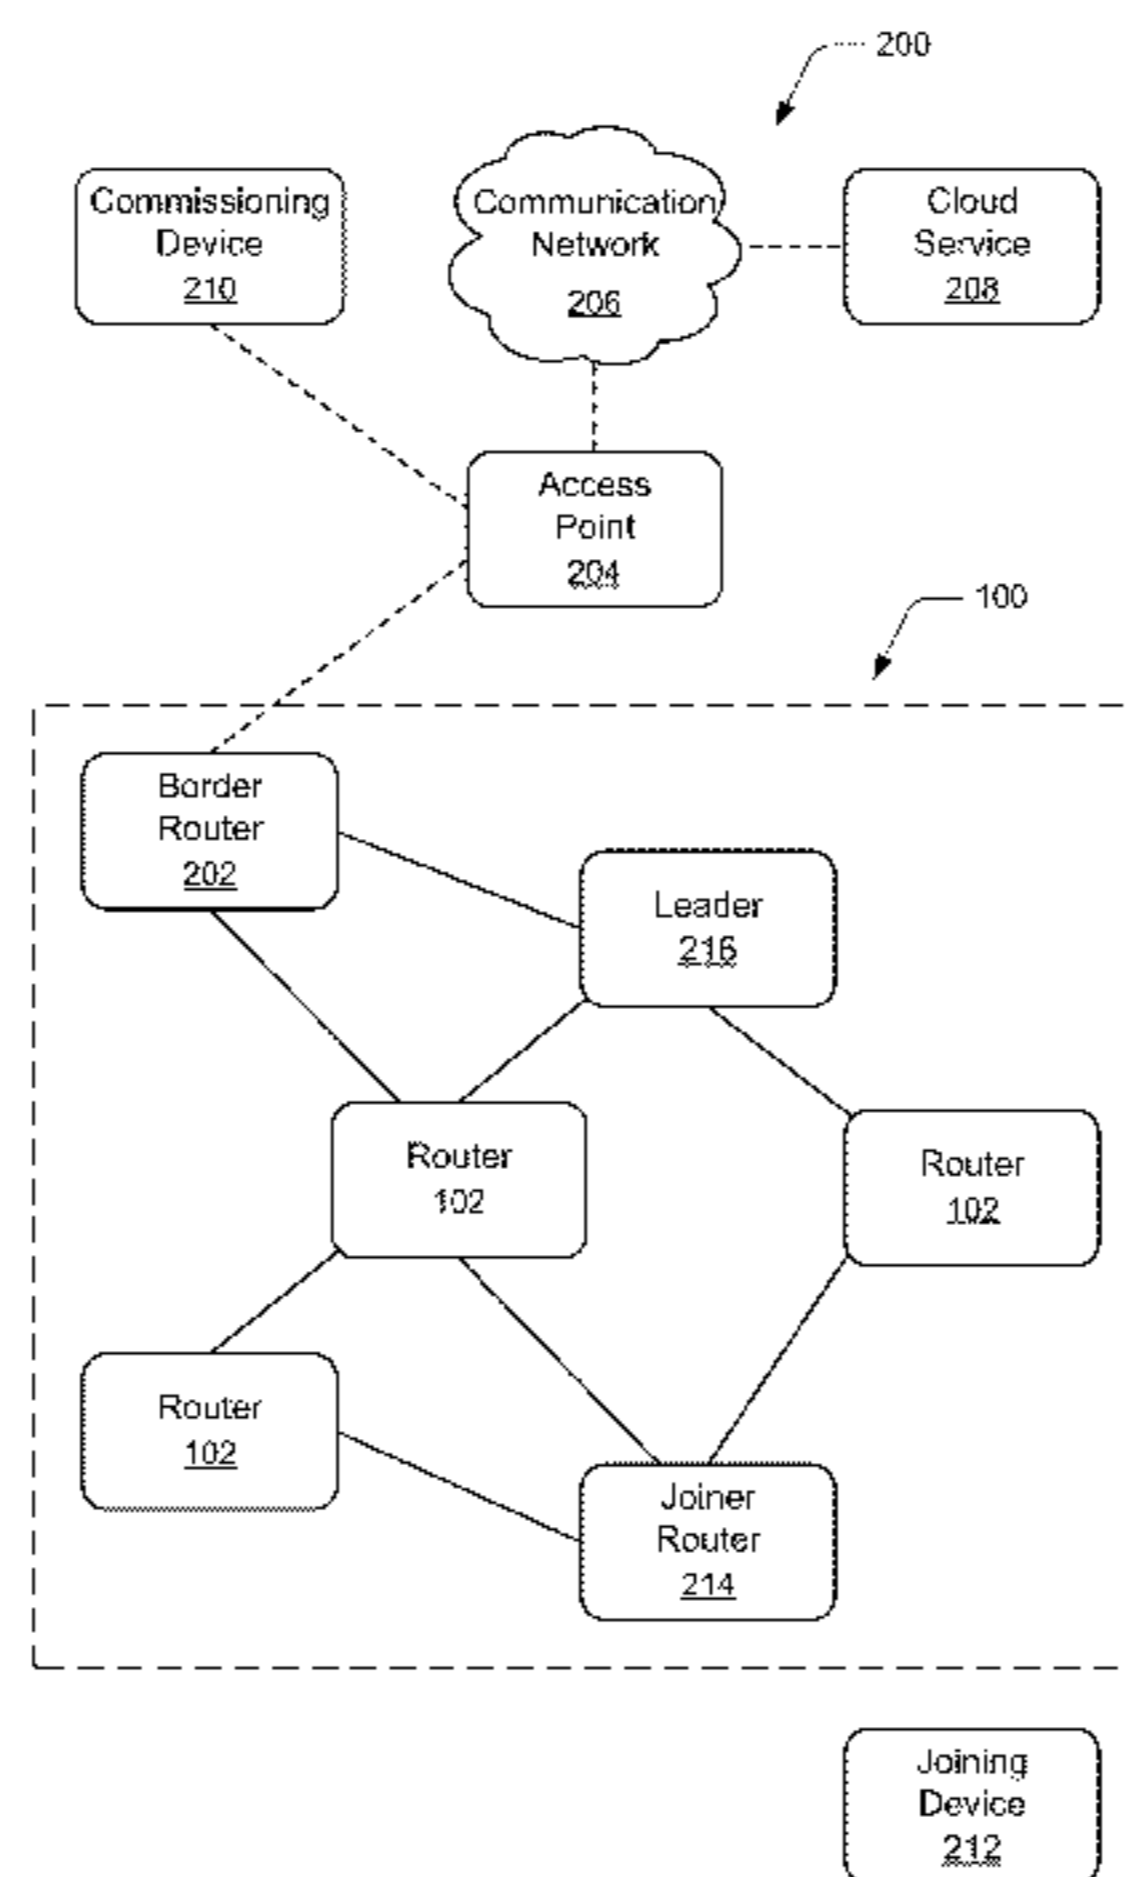 200
Commissioning
Device
210
Communication
Network
206
Cloud
Service
208
Access
Point
204
100
Border
Router
202
Leader
216
Router
102
Router
102
Router
102
Joiner
Router
214
Joining
Device
212